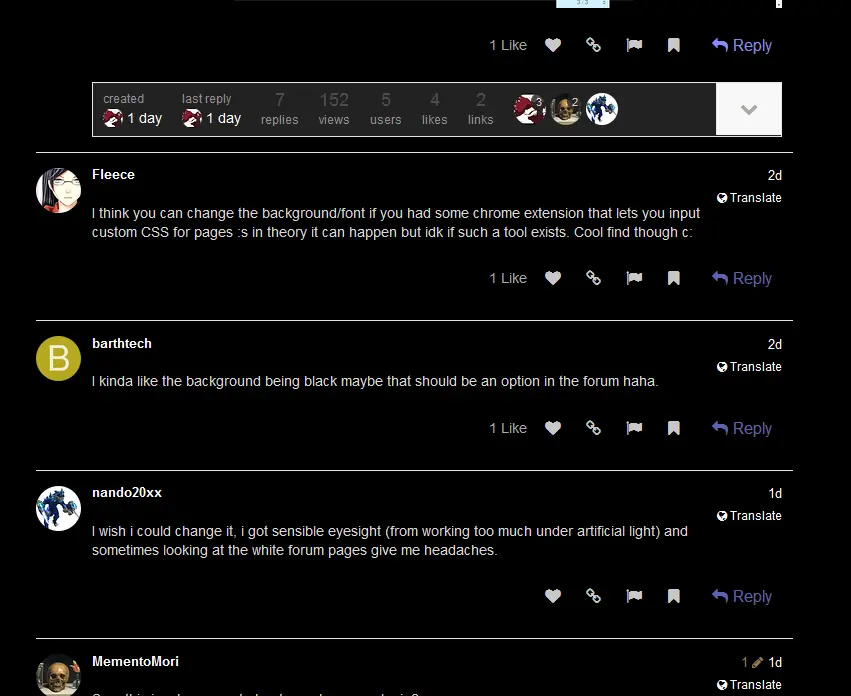 1 Like Reply
created last reply 7 152 5 4 2 3 2
1 day 1 day replies views users likes links
Fleece 2d
Translate
I think you can change the background/font if you had some chrome extension that lets you input
custom CSS for pages :s in theory it can happen but idk if such a tool exists. Cool find though c:
1 Like Reply
B barthtech 2d
Translate
I kinda like the background being black maybe that should be an option in the forum haha.
1 Like Reply
nando20xx 1d
Translate
I wish i could change it, i got sensible eyesight (from working too much under artificial light) and
sometimes looking at the white forum pages give me headaches.
Reply
MementoMori 1 1d
Translate